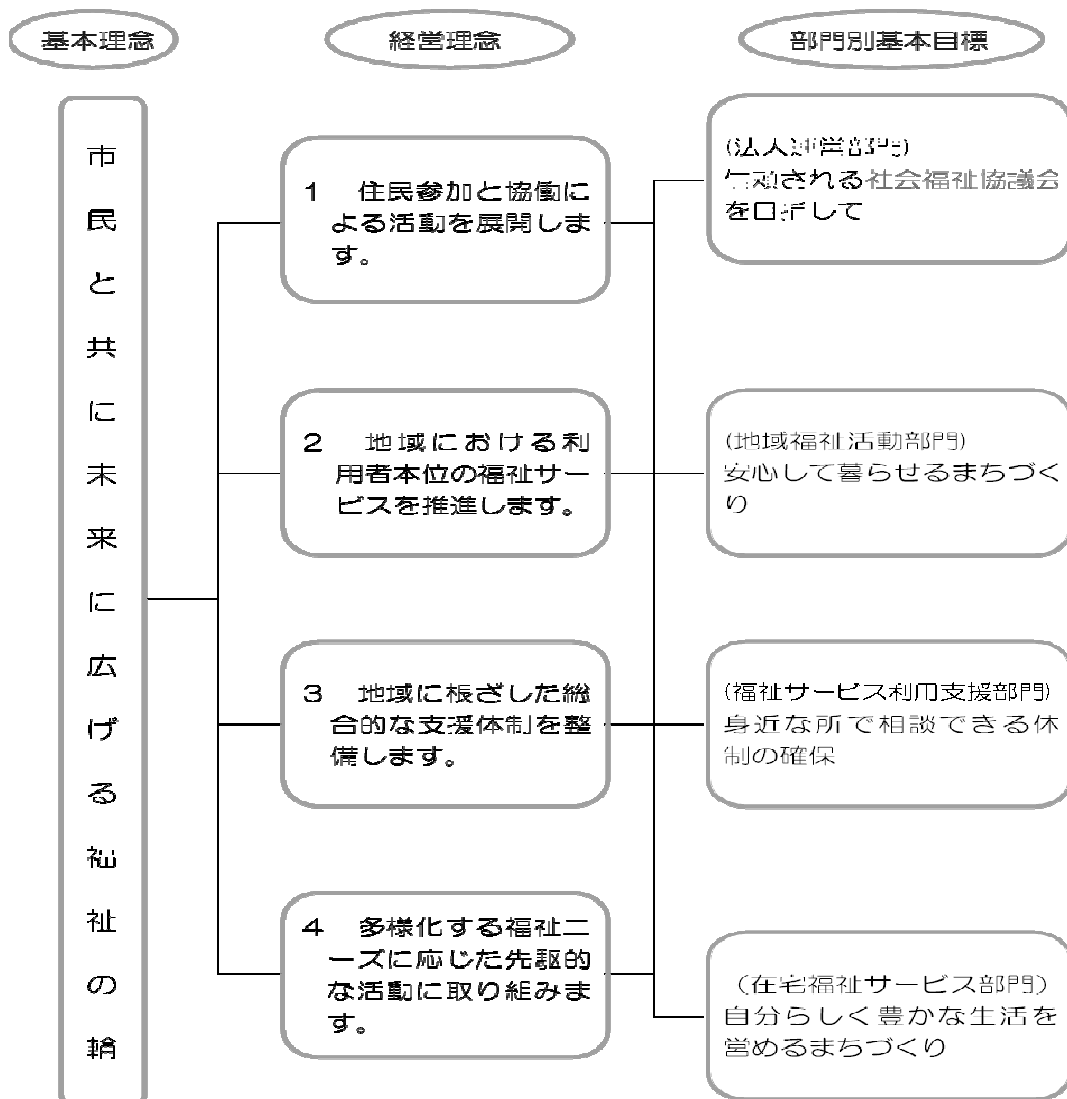 基本理念
経営理念
部門別基本目標
市民と共に未来に広げる福祉の輪
1 住民参加と協働に
よる活動を展開しま
す。
2 地域における利
用者本位の福祉サー
ビスを推進します。
3 地域に根ざした総
合的な支援体制を整
備します。
4 多様化する福祉ニ
ーズに応じた先駆的
な活動に取り組みま
す。
(法人運営部門)
信頼される社会福祉協議会
を目指して
(地域福祉活動部門)
安心して暮らせるまちづく
り
(福祉サービス利用支援部門)
身近な所で相談できる体
制の確保
(在宅福祉サービス部門)
自分らしく豊かな生活を
営めるまちづくり